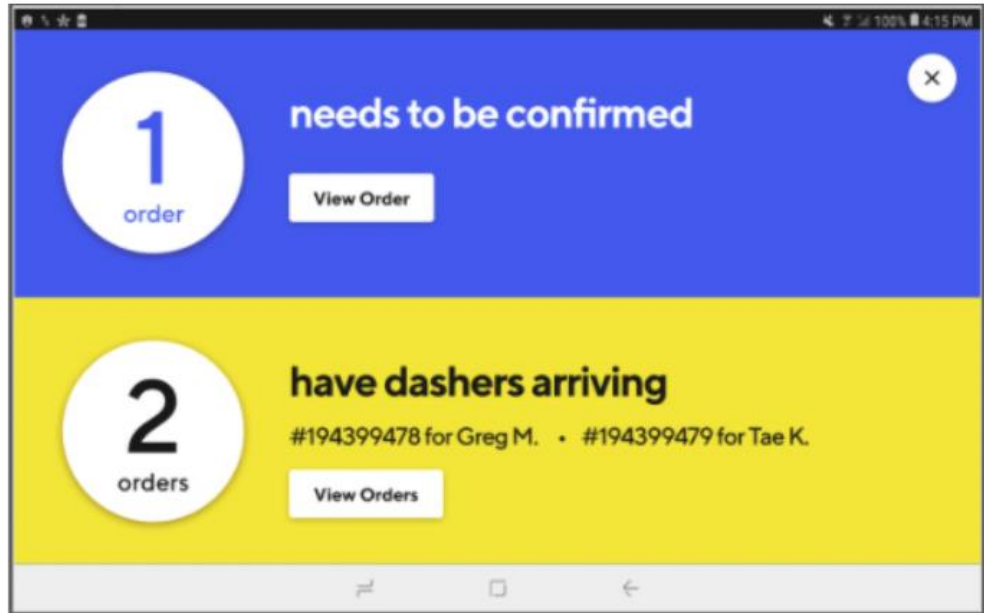 100% 4:15 PM
1
order
needs to be confirmed
View Order
2
orders
have dashers arriving
#194399478 for Greg M. • #194399479 for Tae K.
View Orders